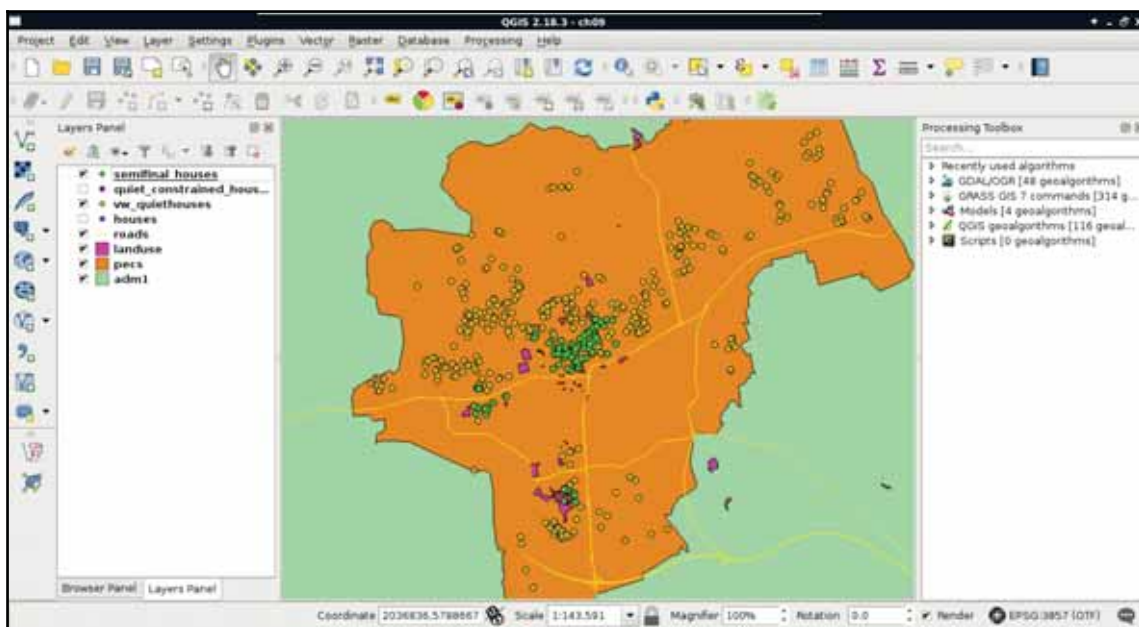 QGIS 2.18.3 - ch09
Project Edit View Layer Settings Plugins Vector Raster Database Processing Help
Layers Panel
semifinal_houses
quiet_constrained_hous...
vw_quiethouses
houses
roads
landuse
pecs
adm1
Browser Panel Layers Panel
Processing Toolbox
Search...
Recently used algorithms
GDAL/OGR [48 geoalgorithms]
GRASS GIS 7 commands [314 g...
Models [4 geoalgorithms]
QGIS geoalgorithms [116 geoal...
Scripts [0 geoalgorithms]
Coordinate 2036836,5788667 Scale 1:143,591 Magnifier 100% Rotation 0.0 Render EPSG:3857 (OTF)